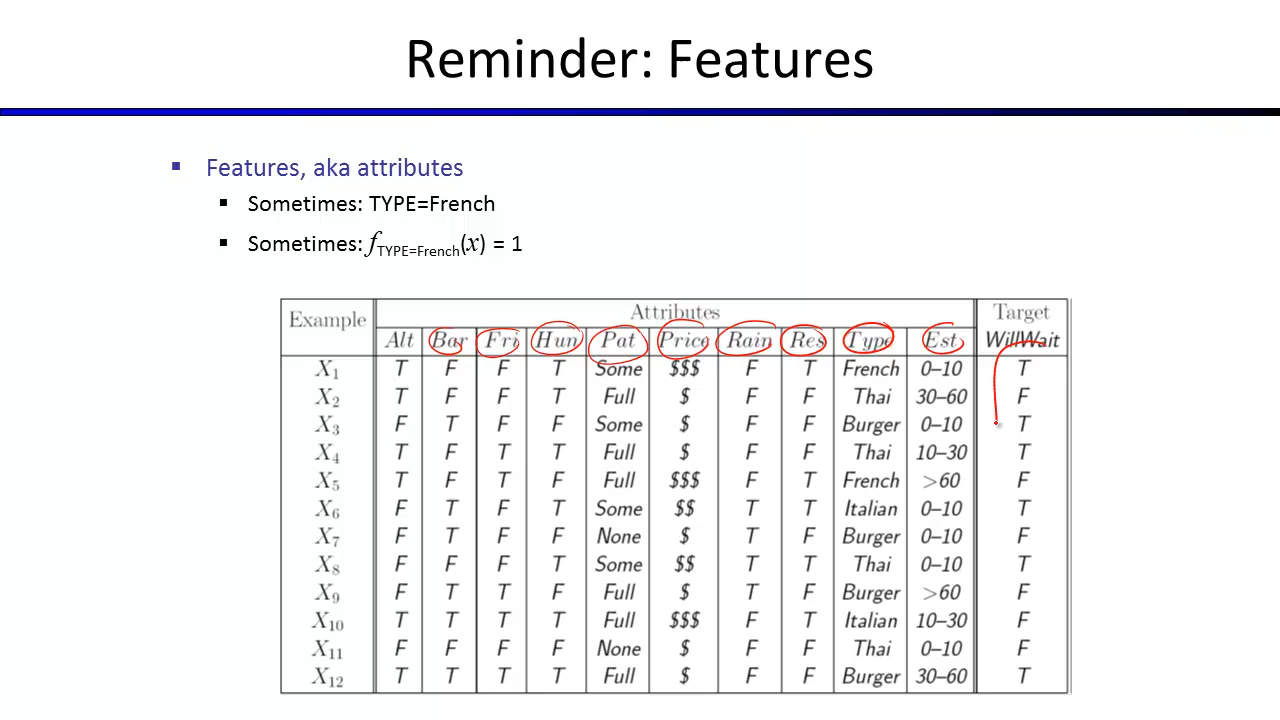 Reminder: Features
▪ Features, aka attributes
▪ Sometimes: TYPE=French
▪ Sometimes: f TYPE=French(x) = 1
Example Attributes Target
Alt Bar Fri Hun Pat Price Rain Res Type Est WillWait
X1 T F F T Some $$$ F T French 0–10 T
X2 T F F T Full $ F F Thai 30–60 F
X3 F T F F Some $ F F Burger 0–10 T
X4 T F T T Full $ F F Thai 10–30 T
X5 T F T F Full $$$ F T French >60 F
X6 F T F T Some $$ T T Italian 0–10 T
X7 F T F F None $ T F Burger 0–10 F
X8 F F F T Some $$ T T Thai 0–10 T
X9 F T T F Full $ T F Burger >60 F
X10 T T T T Full $$$ F T Italian 10–30 F
X11 F F F F None $ F F Thai 0–10 F
X12 T T T T Full $ F F Burger 30–60 T